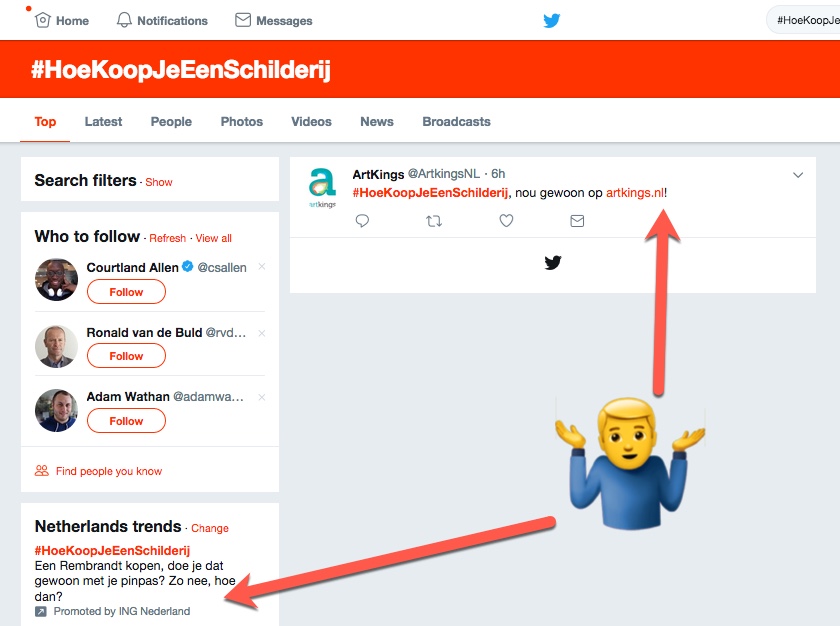 Home
Notifications
Messages
#HoeKoopJe
#HoeKoopJeEenSchilderij
Top
Latest
People
Photos
Videos
News
Broadcasts
Search filters · Show
Who to follow · Refresh · View all
Courtland Allen @csallen
Follow
Ronald van de Buld @rvd...
Follow
Adam Wathan @adamwa...
Follow
Find people you know
Netherlands trends · Change
#HoeKoopJeEenSchilderij
Een Rembrandt kopen, doe je dat
gewoon met je pinpas? Zo nee, hoe
dan?
Promoted by ING Nederland
a
artkings
ArtKings @ArtkingsNL · 6h
#HoeKoopJeEenSchilderij, nou gewoon op artkings.nl!